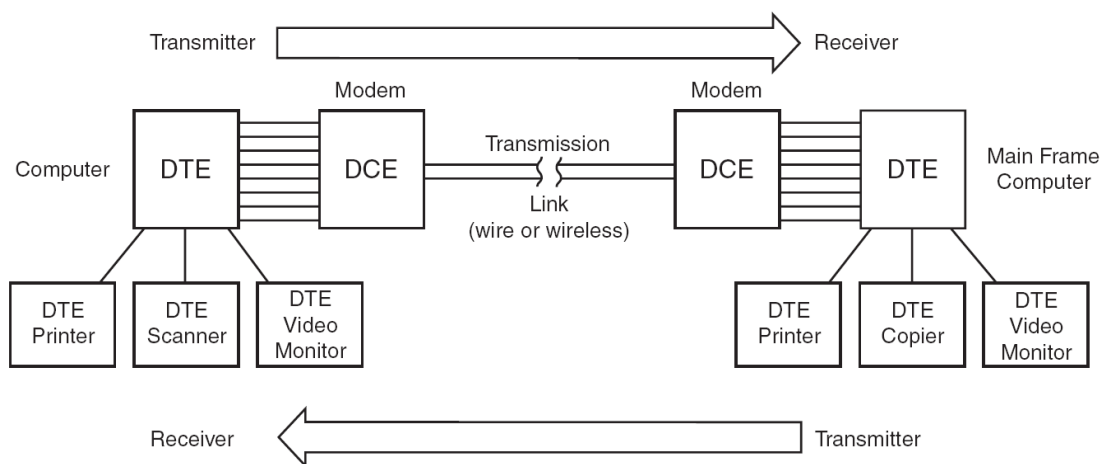 Transmitter
Receiver
Modem
Modem
Computer
DTE
DCE
Transmission
Link
(wire or wireless)
DCE
DTE
Main Frame
Computer
DTE
Printer
DTE
Scanner
DTE
Video
Monitor
DTE
Printer
DTE
Copier
DTE
Video
Monitor
Receiver
Transmitter